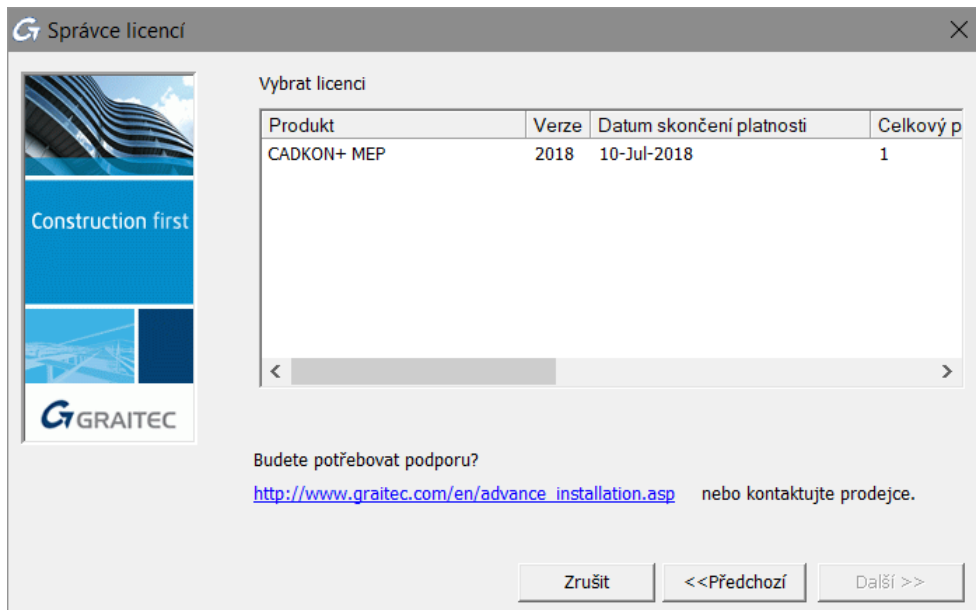 Správce licencí
Vybrat licenci
Produkt Verze Datum skončení platnosti Celkový p
CADKON+ MEP 2018 10-Jul-2018 1
Construction first
GRAITEC
Budete potřebovat podporu?
http://www.graitec.com/en/advance_installation.asp nebo kontaktujte prodejce.
Zrušit <<Předchozí Další >>